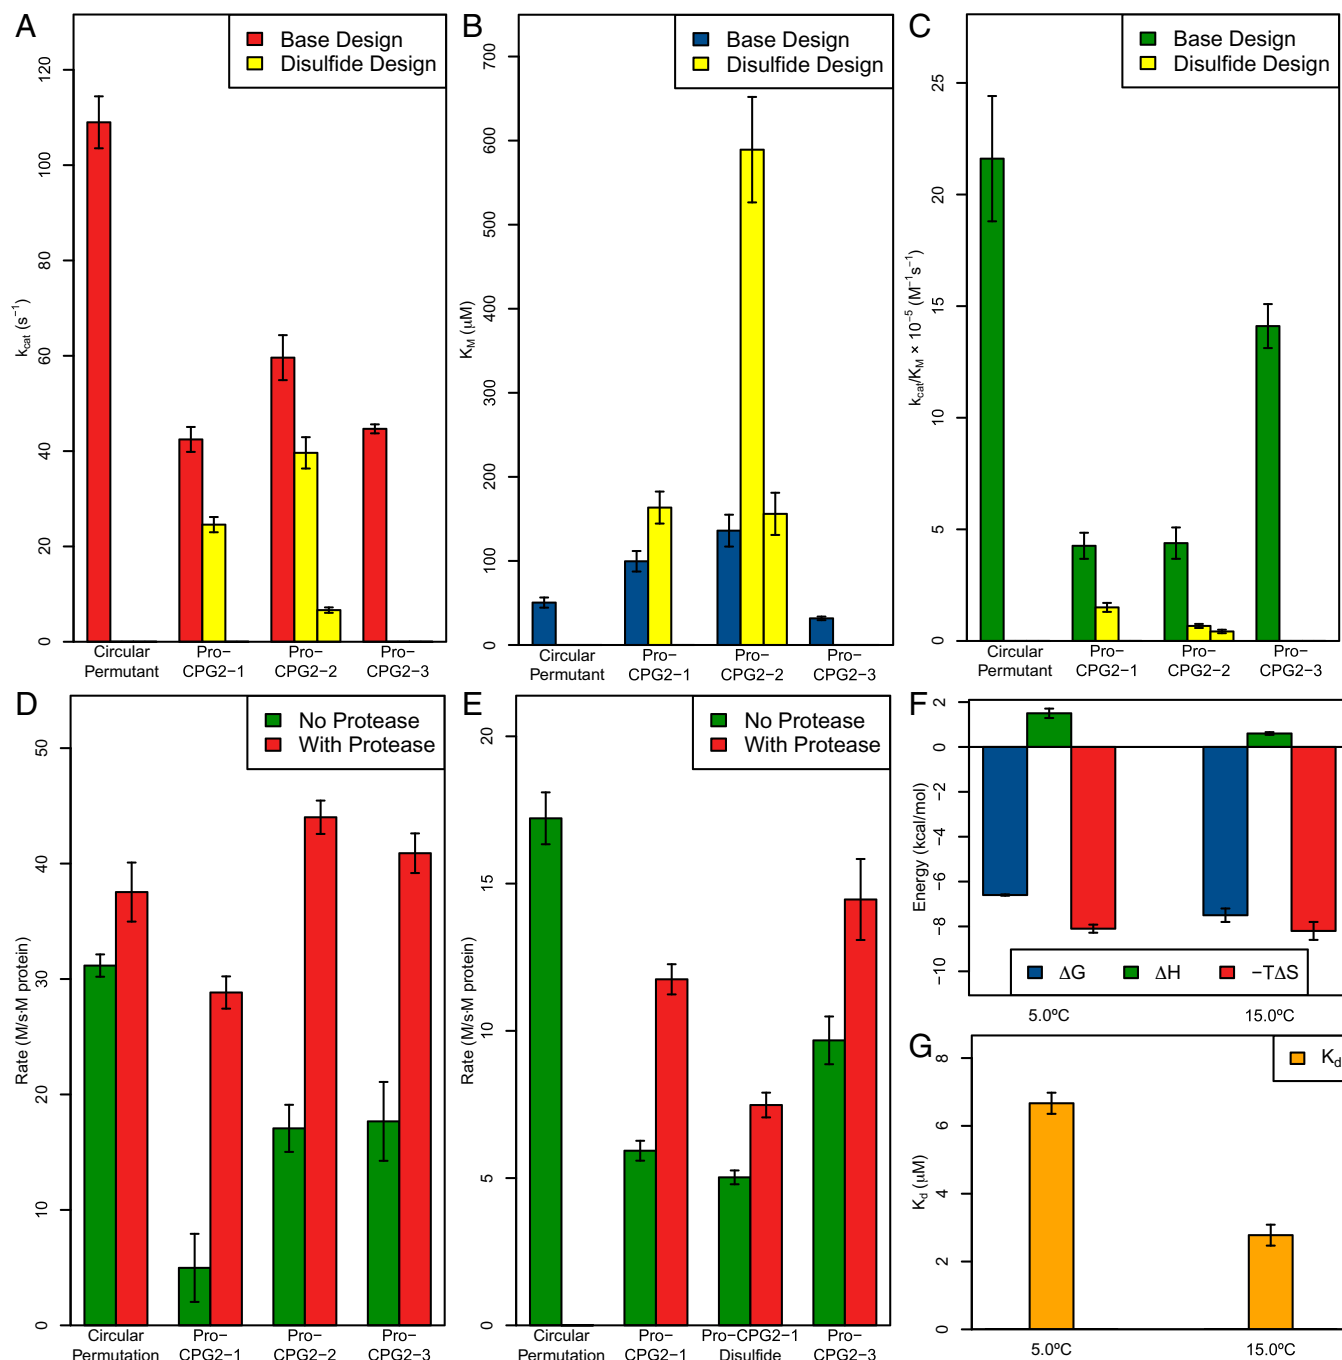 A
Base Design
Disulfide Design
120
100
80
60
40
20
0
kcat (s−1)
Circular Permutant
Pro−CPG2−1
Pro−CPG2−2
Pro−CPG2−3
B
Base Design
Disulfide Design
700
600
500
400
300
200
100
0
KM (μM)
Circular Permutant
Pro−CPG2−1
Pro−CPG2−2
Pro−CPG2−3
C
Base Design
Disulfide Design
25
20
15
10
5
0
kcat/KM × 10−5 (M−1s−1)
Circular Permutant
Pro−CPG2−1
Pro−CPG2−2
Pro−CPG2−3
D
No Protease
With Protease
50
40
30
20
10
0
Rate (M/s·M protein)
Circular Permutation
Pro−CPG2−1
Pro−CPG2−2
Pro−CPG2−3
E
No Protease
With Protease
20
15
10
5
0
Rate (M/s·M protein)
Circular Permutation
Pro−CPG2−1
Pro−CPG2−1 Disulfide
Pro−CPG2−3
F
2
0
−2
−4
−6
−8
−10
Energy (kcal/mol)
ΔG
ΔH
−TΔS
5.0ºC
15.0ºC
G
Kd
8
6
4
2
0
Kd (μM)
5.0ºC
15.0ºC